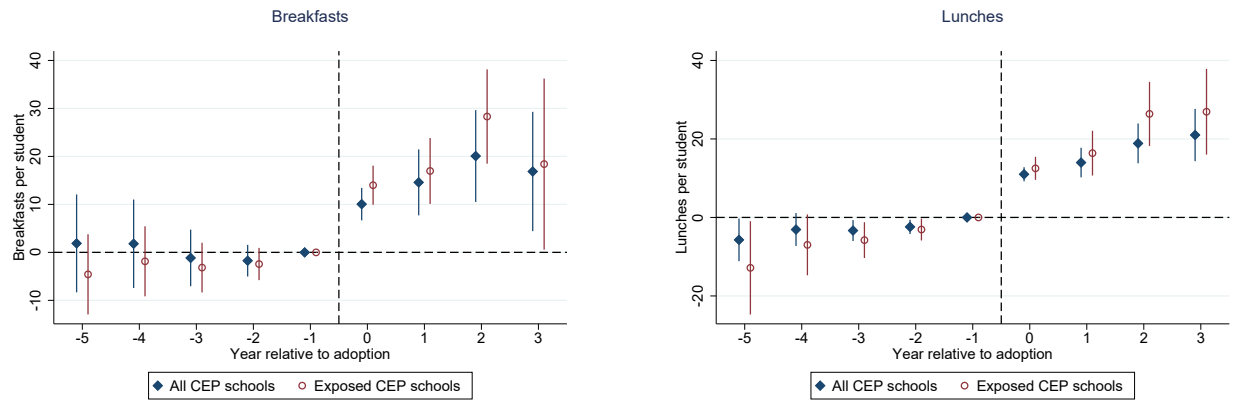 Breakfasts
Breakfasts per student
40
30
20
10
0
-10
-5 -4 -3 -2 -1 0 1 2 3
Year relative to adoption
All CEP schools Exposed CEP schools
Lunches
Lunches per student
40
20
0
-20
-5 -4 -3 -2 -1 0 1 2 3
Year relative to adoption
All CEP schools Exposed CEP schools